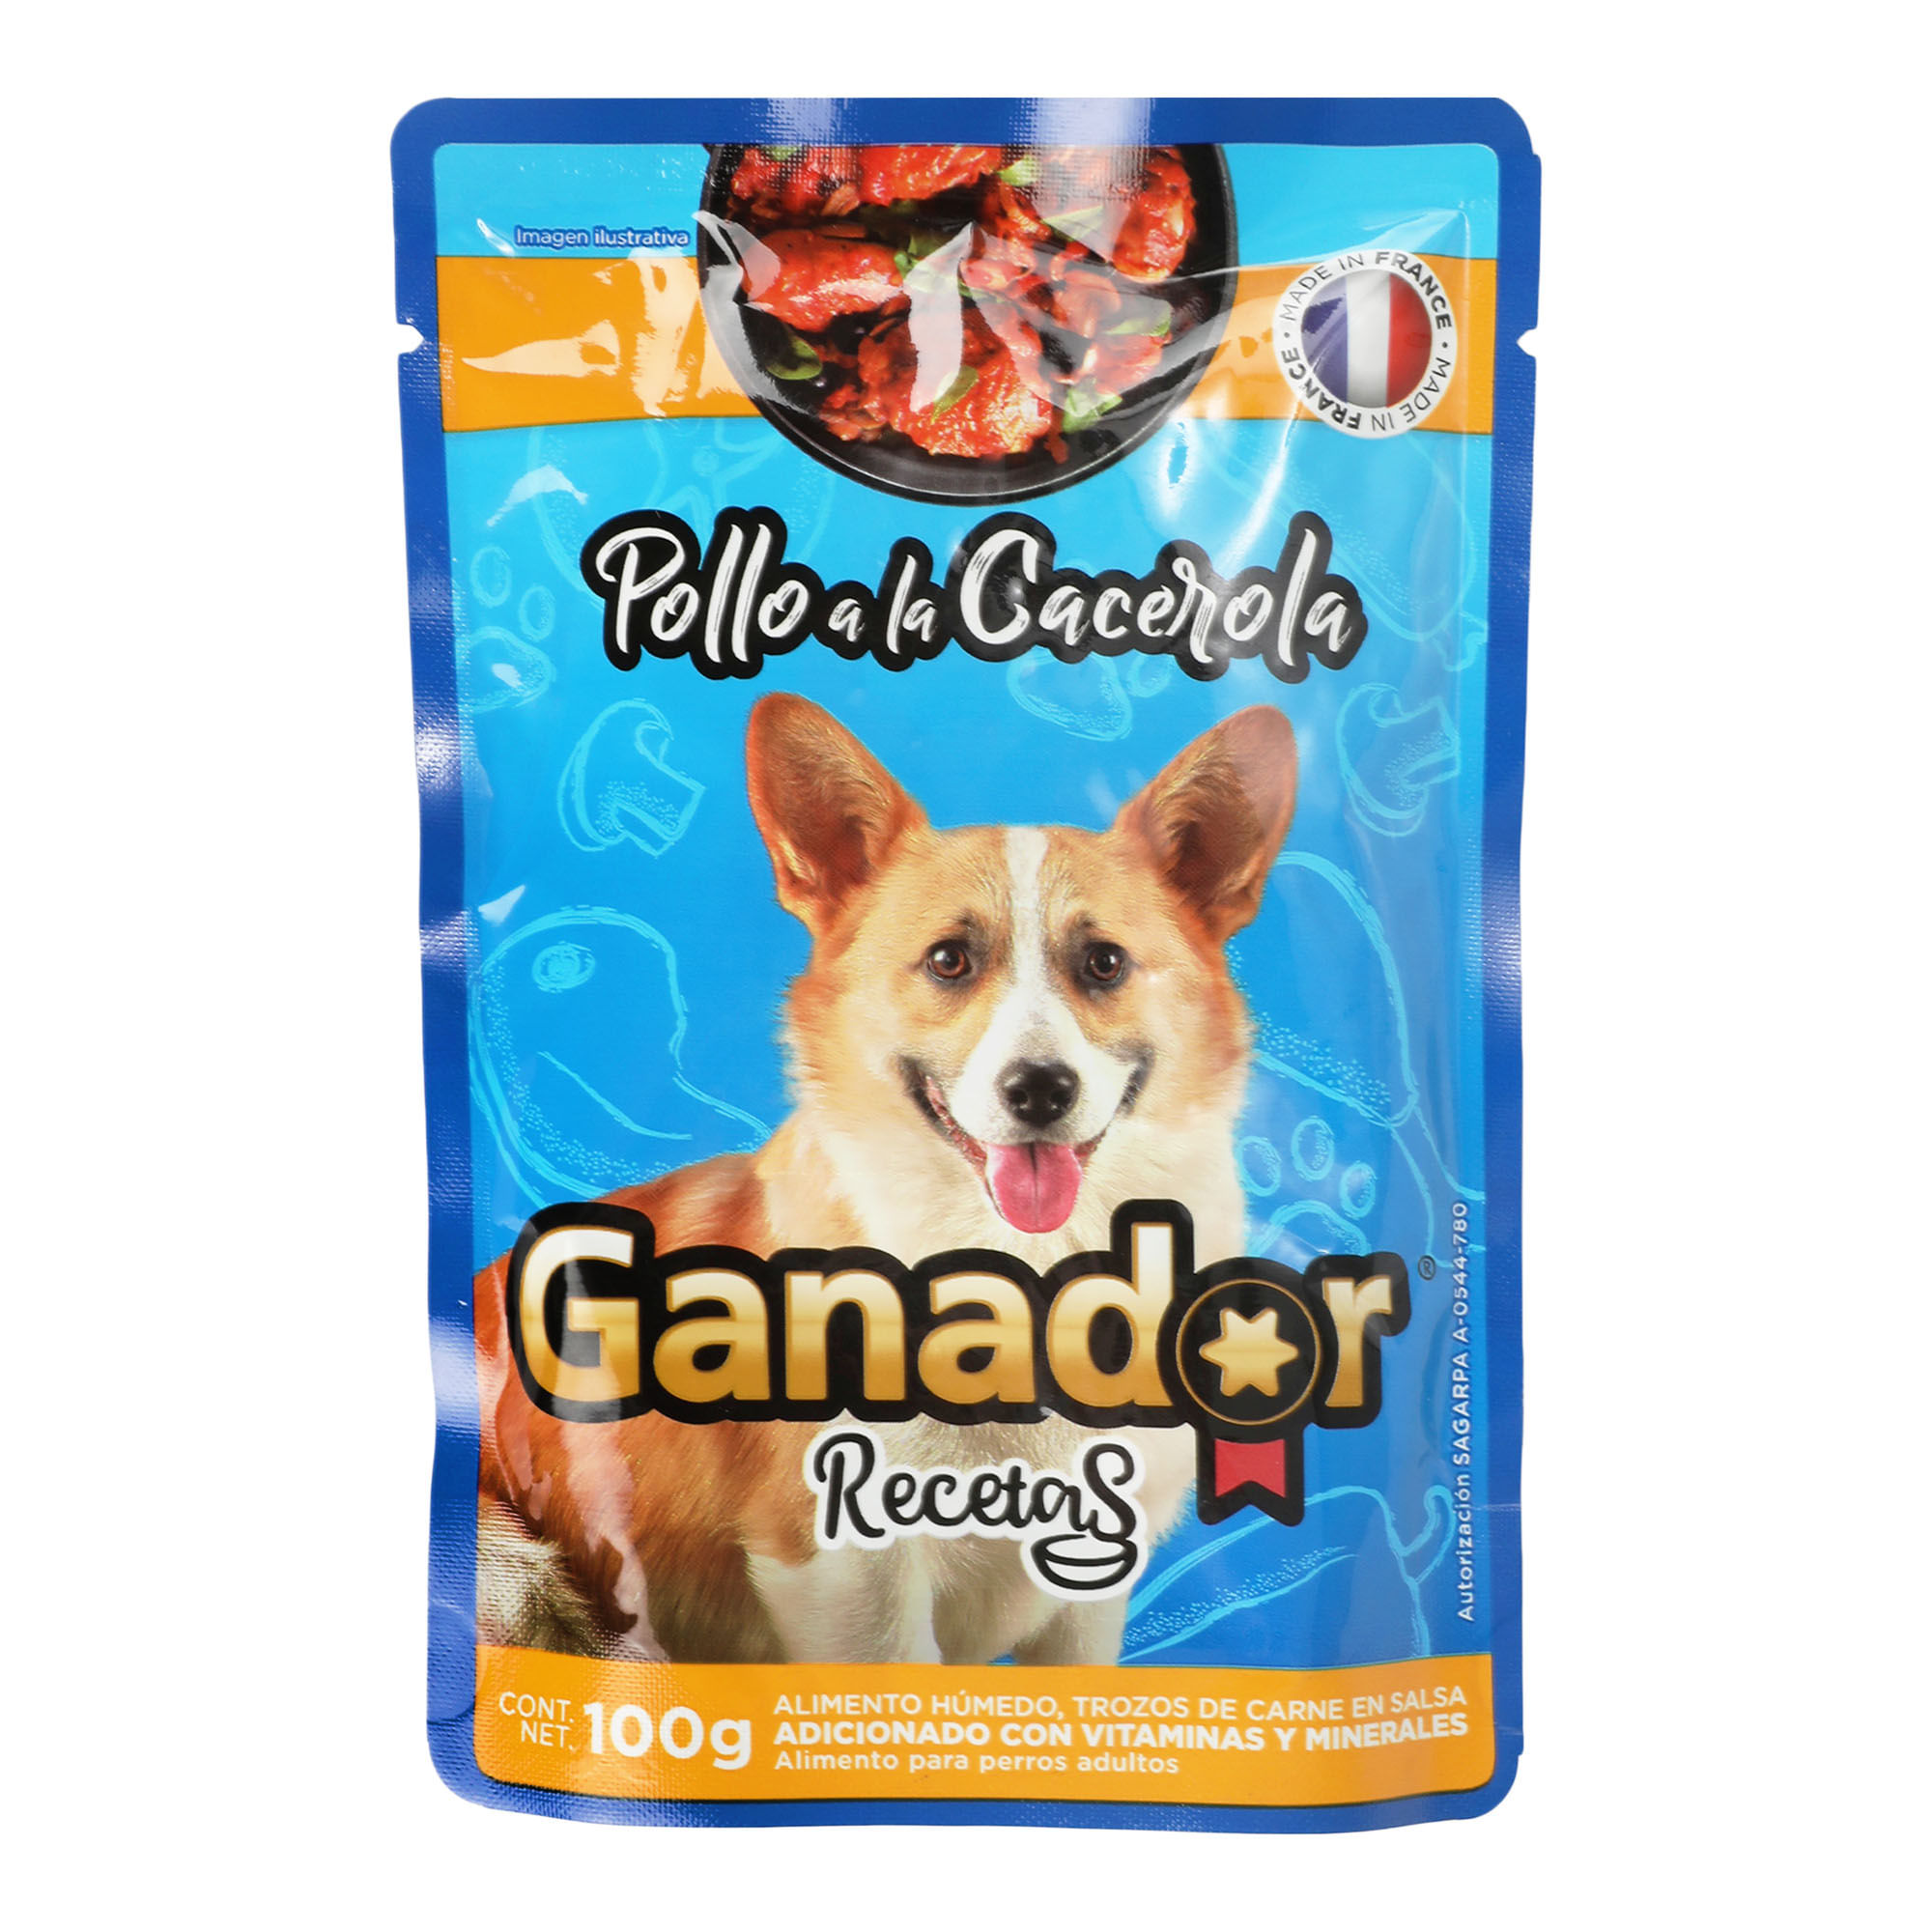 Imagen ilustrativa
MADE IN FRANCE • MADE IN FRANCE •
Pollo a la Cacerola
Ganador®
Recetas
Autorización SAGARPA A-0544-780
CONT. NET. 100g
ALIMENTO HÚMEDO, TROZOS DE CARNE EN SALSA
ADICIONADO CON VITAMINAS Y MINERALES
Alimento para perros adultos